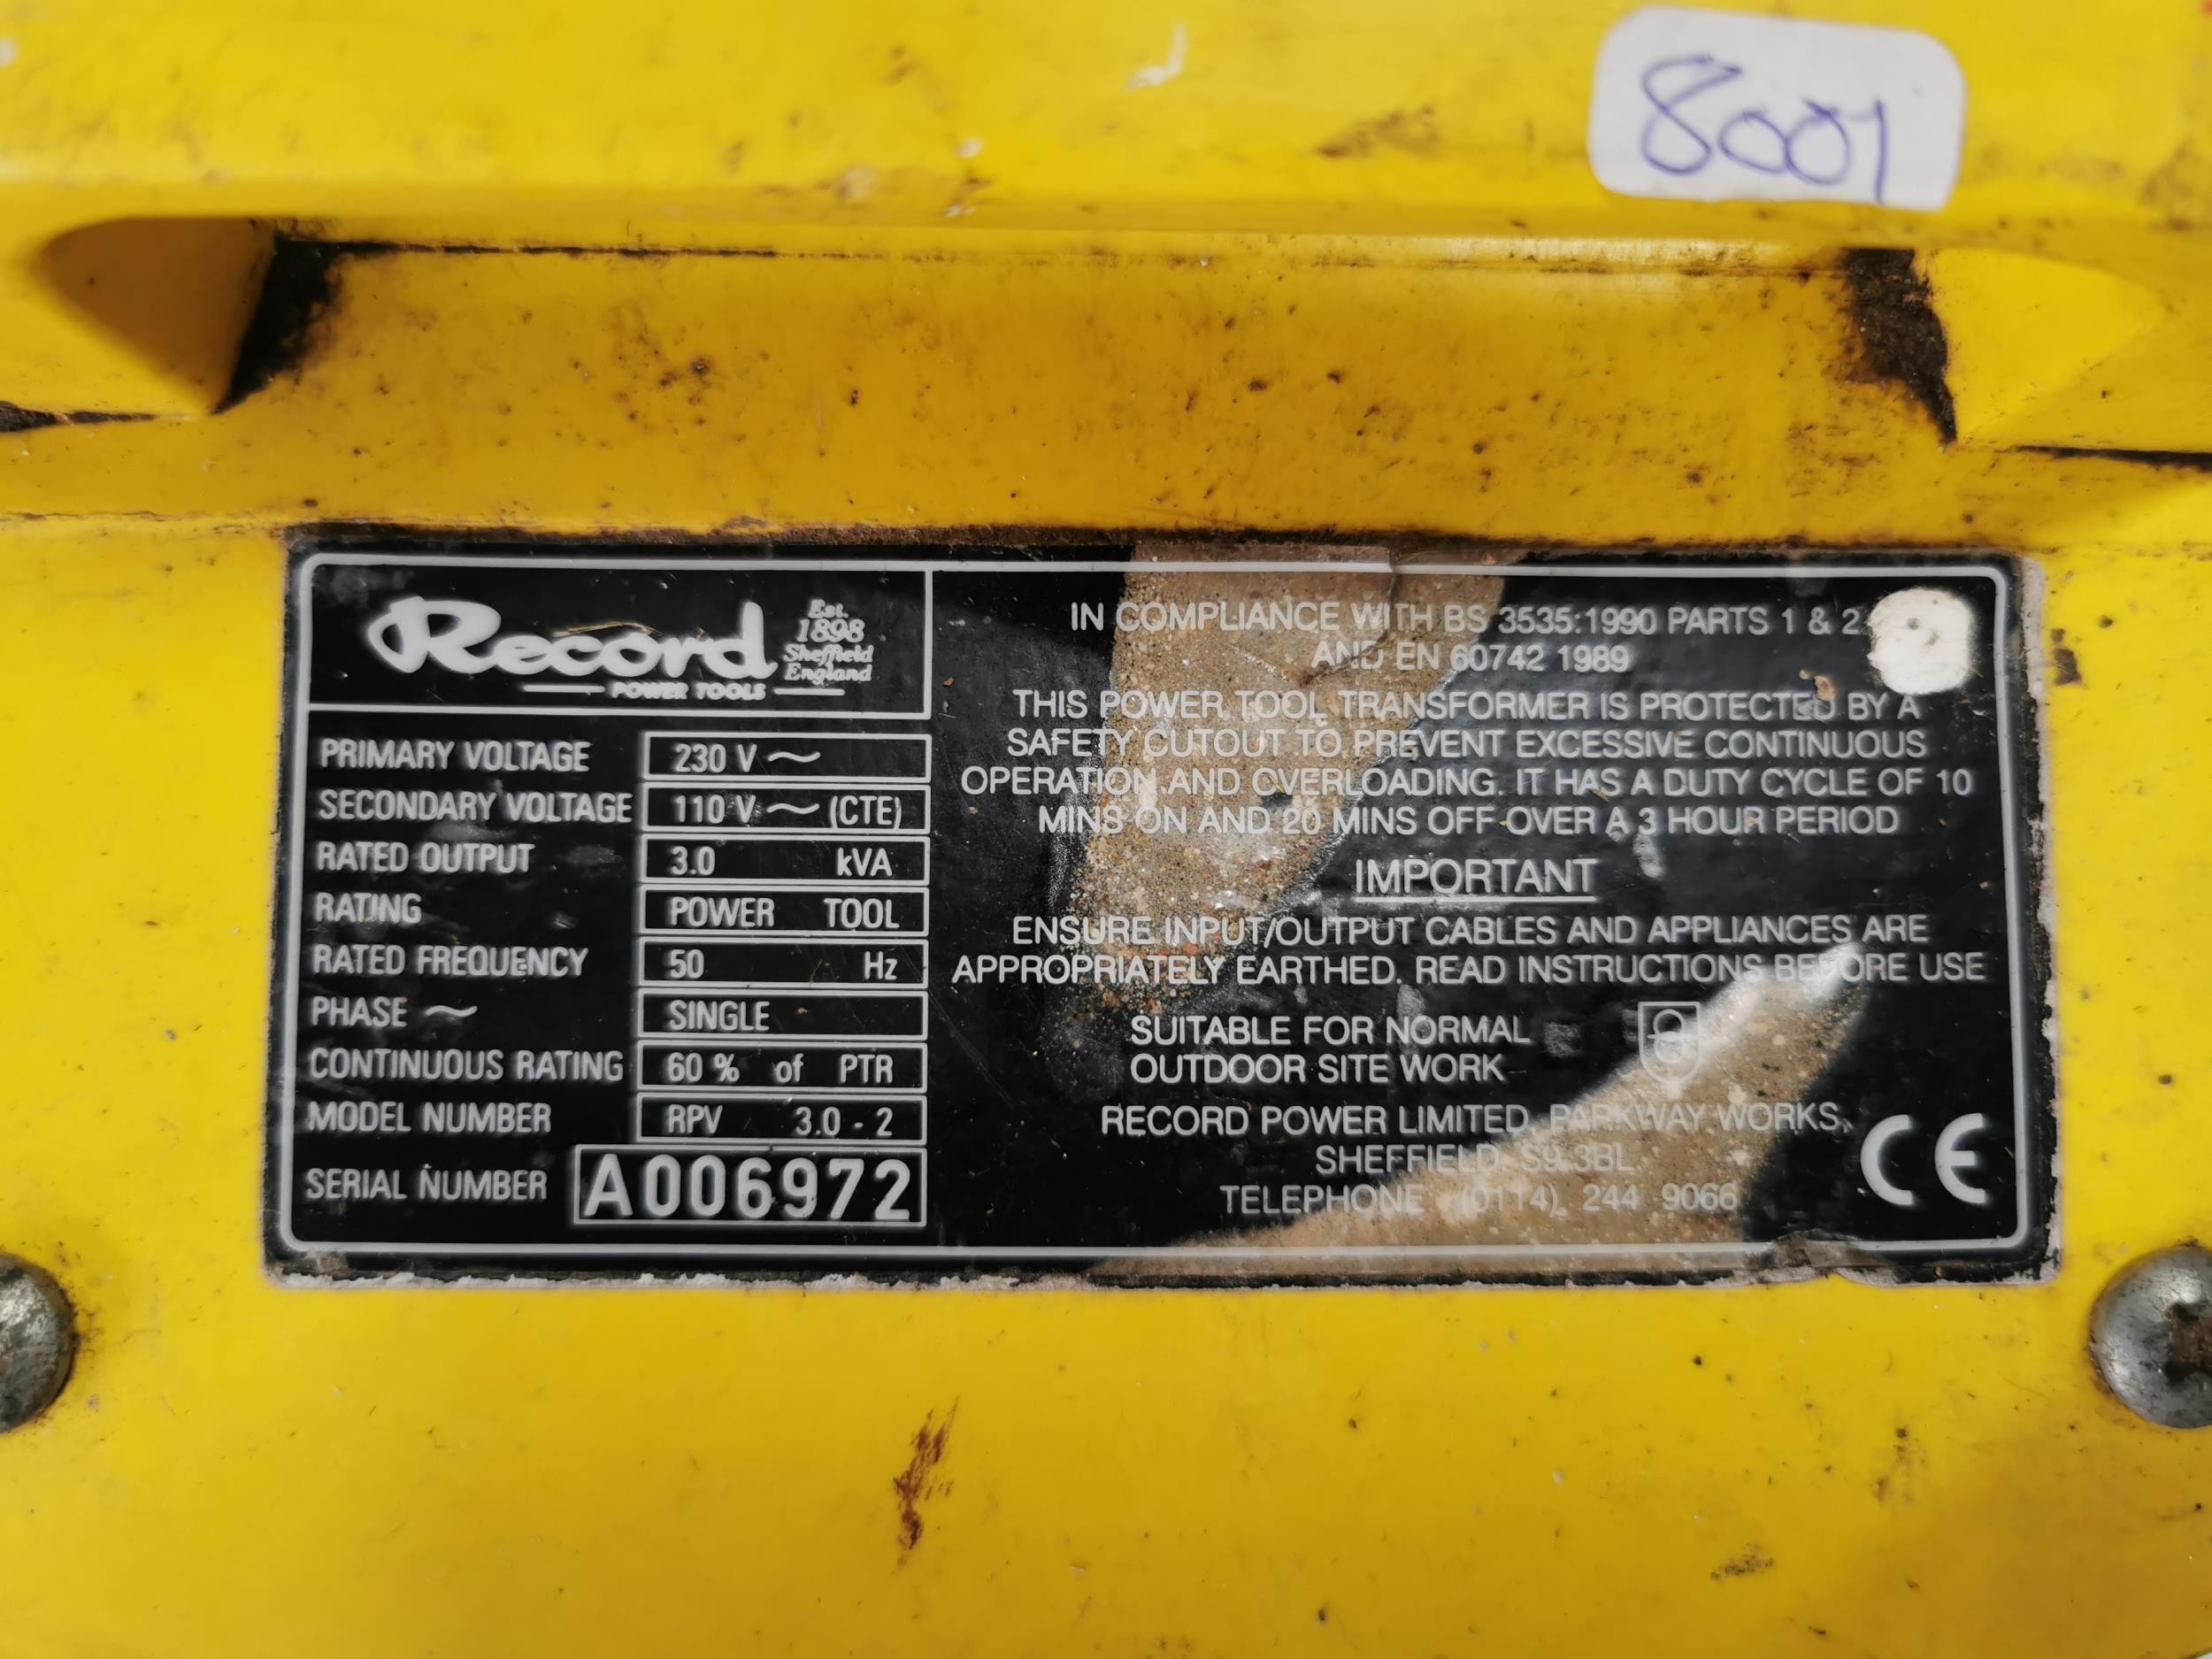 8001
Record
Est.
1898
Sheffield
England
POWER TOOLS
PRIMARY VOLTAGE 230 V ~
SECONDARY VOLTAGE 110 V ~ (CTE)
RATED OUTPUT 3.0 kVA
RATING POWER TOOL
RATED FREQUENCY 50 Hz
PHASE ~ SINGLE
CONTINUOUS RATING 60 % of PTR
MODEL NUMBER RPV 3.0 - 2
SERIAL NUMBER A006972
IN COMPLIANCE WITH BS 3535:1990 PARTS 1 & 2
AND EN 60742 1989
THIS POWER TOOL TRANSFORMER IS PROTECTED BY A
SAFETY CUTOUT TO PREVENT EXCESSIVE CONTINUOUS
OPERATION AND OVERLOADING. IT HAS A DUTY CYCLE OF 10
MINS ON AND 20 MINS OFF OVER A 3 HOUR PERIOD
IMPORTANT
ENSURE INPUT/OUTPUT CABLES AND APPLIANCES ARE
APPROPRIATELY EARTHED. READ INSTRUCTIONS BEFORE USE
SUITABLE FOR NORMAL
OUTDOOR SITE WORK
RECORD POWER LIMITED, PARKWAY WORKS,
SHEFFIELD, S9 3BL
TELEPHONE (0114) 244 9066
CE